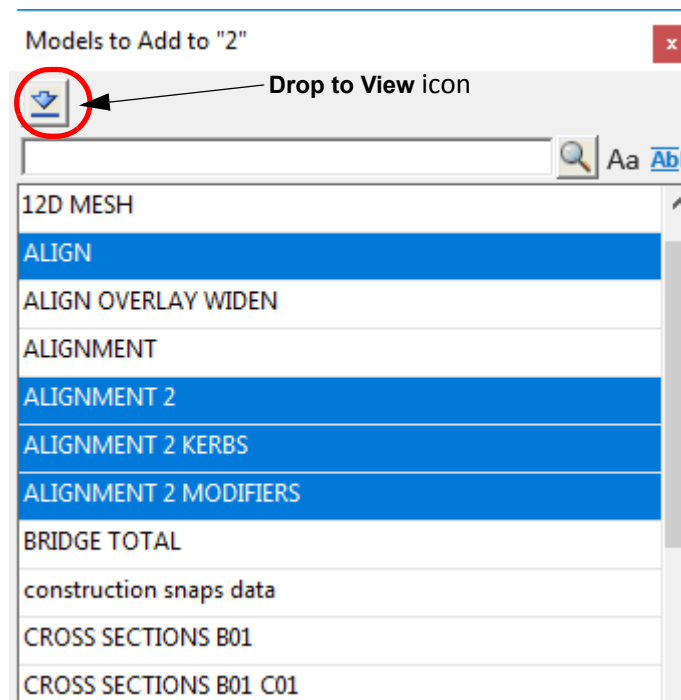 Models to Add to "2"
x
Drop to View icon
Aa Ab
12D MESH
ALIGN
ALIGN OVERLAY WIDEN
ALIGNMENT
ALIGNMENT 2
ALIGNMENT 2 KERBS
ALIGNMENT 2 MODIFIERS
BRIDGE TOTAL
construction snaps data
CROSS SECTIONS B01
CROSS SECTIONS B01 C01